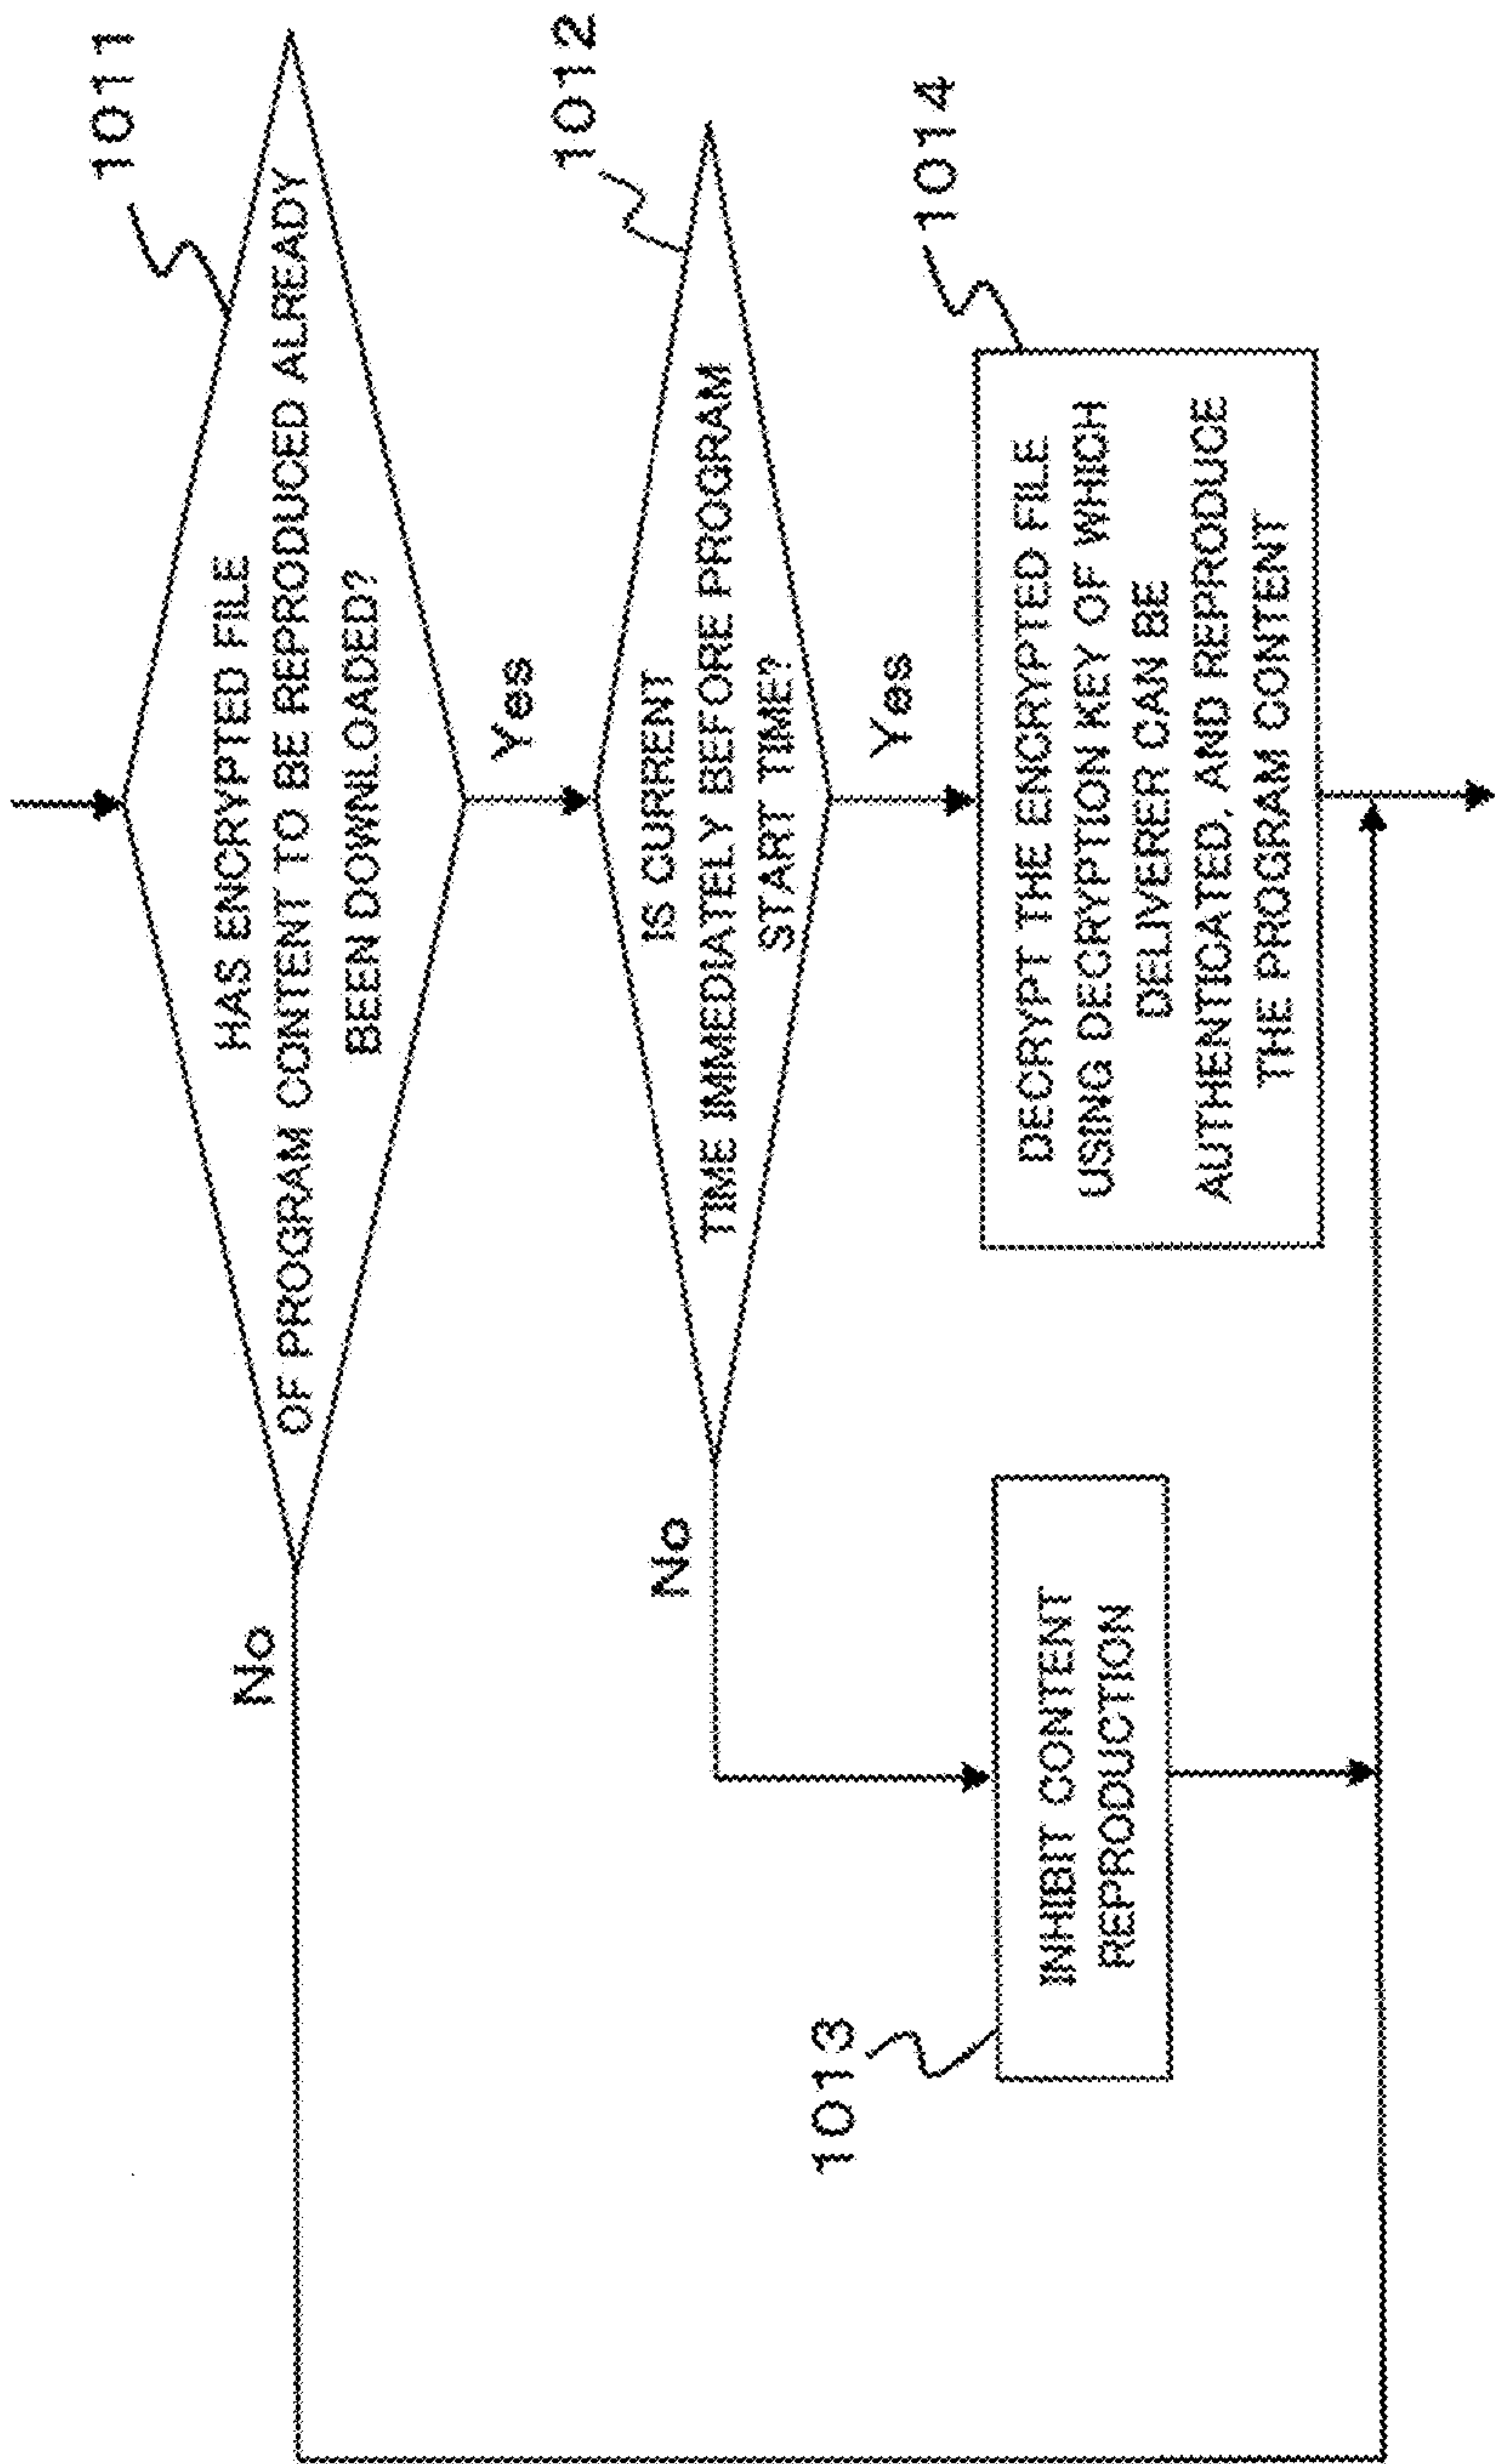 1011
HAS ENCRYPTED FILE
OF PROGRAM CONTENT TO BE REPRODUCED ALREADY
BEEN DOWNLOADED?
No
Yes
1012
IS CURRENT
TIME IMMEDIATELY BEFORE PROGRAM
START TIME?
No
Yes
1013
INHIBIT CONTENT
REPRODUCTION
1014
DECRYPT THE ENCRYPTED FILE
USING DECRYPTION KEY OF WHICH
DELIVERER CAN BE
AUTHENTICATED, AND REPRODUCE
THE PROGRAM CONTENT